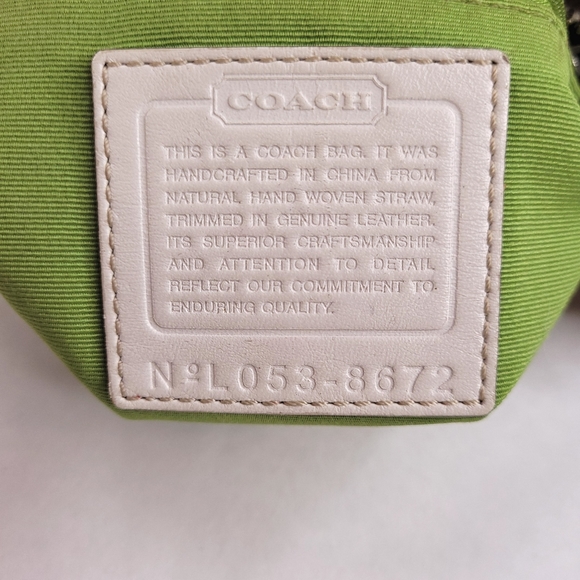 COACH
THIS IS A COACH BAG. IT WAS
HANDCRAFTED IN CHINA FROM
NATURAL, HAND WOVEN STRAW,
TRIMMED IN GENUINE LEATHER.
ITS SUPERIOR CRAFTSMANSHIP
AND ATTENTION TO DETAIL
REFLECT OUR COMMITMENT TO
ENDURING QUALITY.
Nº L053-8672